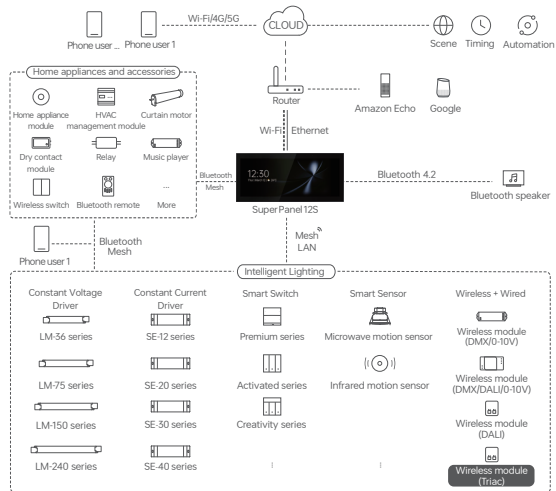 Wi-Fi/4G/5G
CLOUD
Phone user ...
Phone user 1
Scene
Timing
Automation
Home appliances and accessories
Home appliance
module
HVAC
management module
Curtain motor
Router
Amazon Echo
Google
Wi-Fi
Ethernet
Dry contact
module
Relay
Music player
Bluetooth
Mesh
12:30
Bluetooth 4.2
Bluetooth speaker
Wireless switch
Bluetooth remote
...
More
Super Panel 12S
Phone user 1
Bluetooth
Mesh
Mesh
LAN
Intelligent Lighting
Constant Voltage
Driver
Constant Current
Driver
Smart Switch
Smart Sensor
Wireless + Wired
LM-36 series
SE-12 series
Premium series
Microwave motion sensor
Wireless module
(DMX/0-10V)
LM-75 series
SE-20 series
Activated series
Infrared motion sensor
Wireless module
(DMX/DALI/0-10V)
LM-150 series
SE-30 series
Creativity series
Wireless module
(DALI)
LM-240 series
SE-40 series
Wireless module
(Triac)